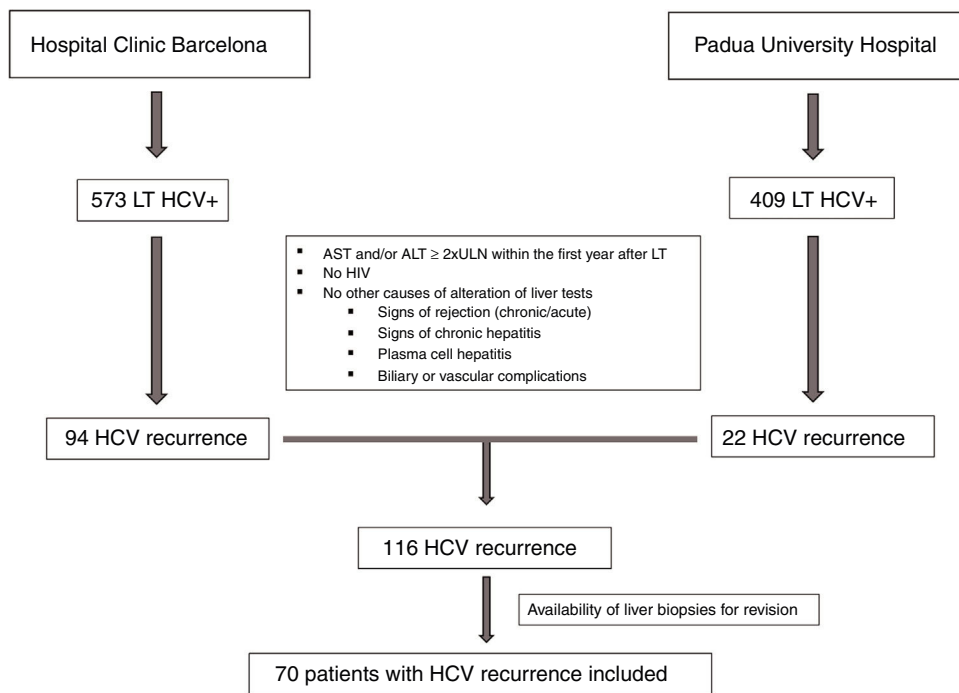 Hospital Clinic Barcelona
Padua University Hospital
573 LT HCV+
409 LT HCV+
▪ AST and/or ALT ≥ 2xULN within the first year after LT
▪ No HIV
▪ No other causes of alteration of liver tests
▪ Signs of rejection (chronic/acute)
▪ Signs of chronic hepatitis
▪ Plasma cell hepatitis
▪ Biliary or vascular complications
94 HCV recurrence
22 HCV recurrence
116 HCV recurrence
Availability of liver biopsies for revision
70 patients with HCV recurrence included